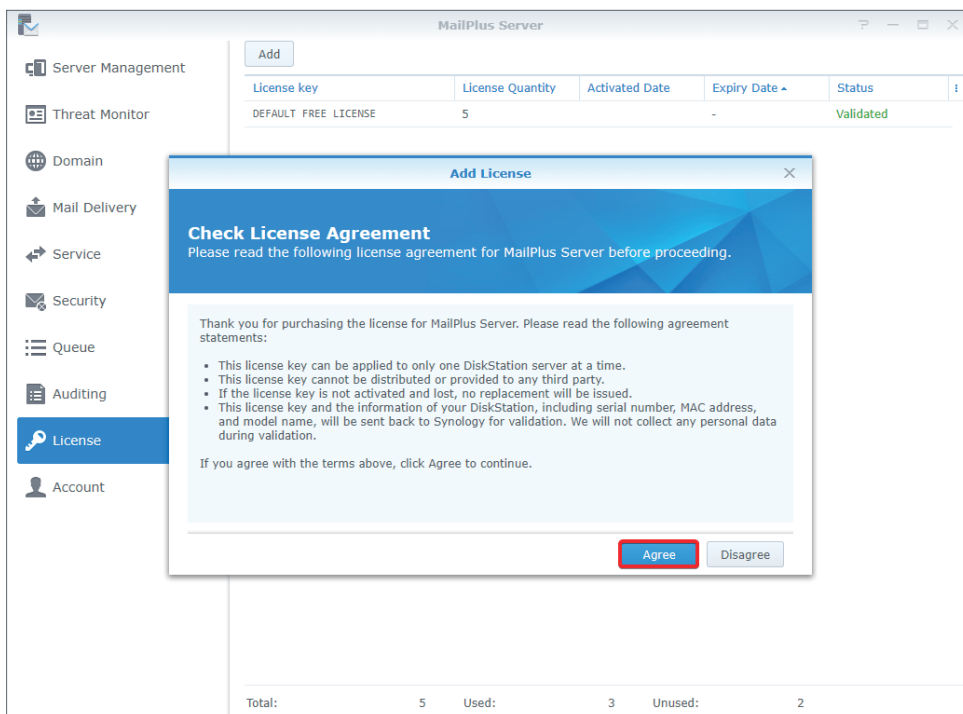 MailPlus Server
Server Management
Threat Monitor
Domain
Mail Delivery
Service
Security
Queue
Auditing
License
Account
Add
License key License Quantity Activated Date Expiry Date Status
DEFAULT FREE LICENSE 5 - Validated
Add License
Check License Agreement
Please read the following license agreement for MailPlus Server before proceeding.
Thank you for purchasing the license for MailPlus Server. Please read the following agreement
statements:
• This license key can be applied to only one DiskStation server at a time.
• This license key cannot be distributed or provided to any third party.
• If the license key is not activated and lost, no replacement will be issued.
• This license key and the information of your DiskStation, including serial number, MAC address,
and model name, will be sent back to Synology for validation. We will not collect any personal data
during validation.
If you agree with the terms above, click Agree to continue.
Agree Disagree
Total: 5 Used: 3 Unused: 2